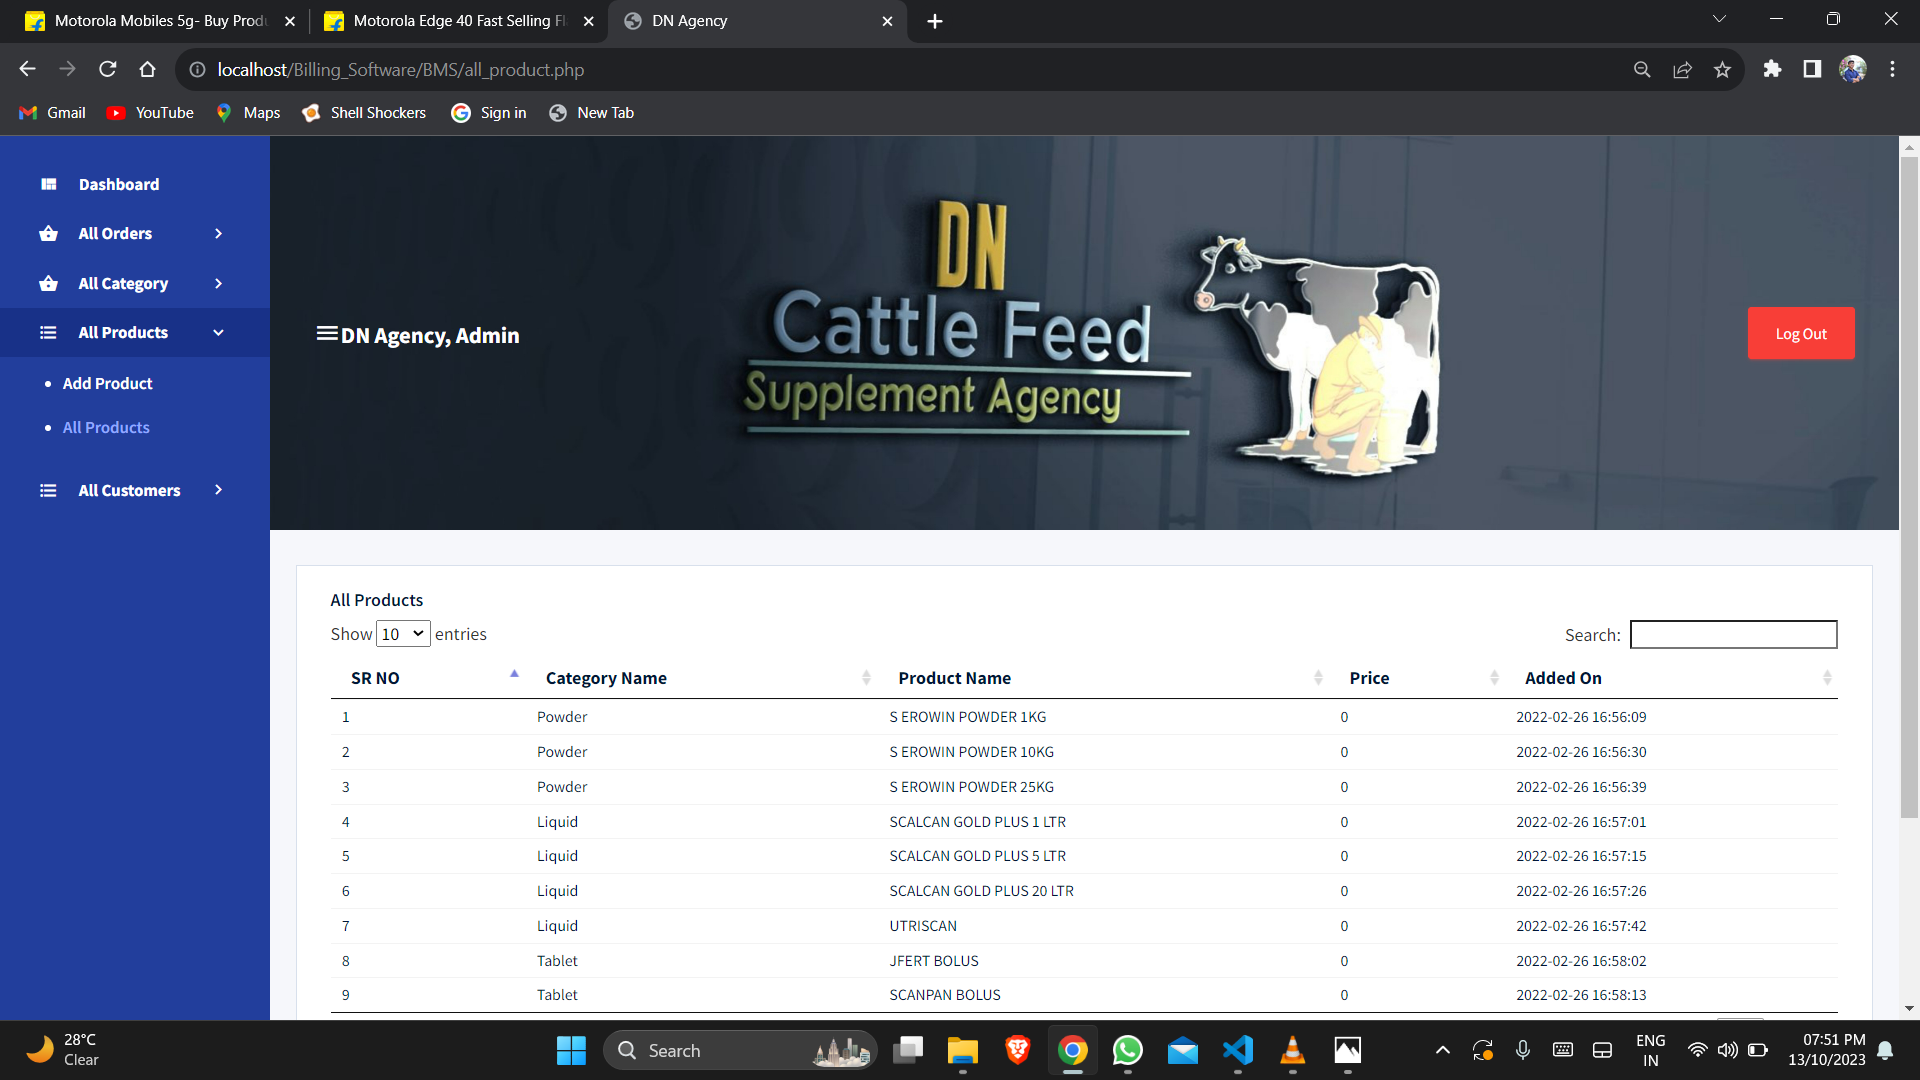 Motorola Mobiles 5g- Buy Produ
Motorola Edge 40 Fast Selling Fl
DN Agency
localhost/Billing_Software/BMS/all_product.php
Gmail
YouTube
Maps
Shell Shockers
Sign in
New Tab
Dashboard
All Orders
All Category
All Products
Add Product
All Products
All Customers
DN Agency, Admin
DN
Cattle Feed
Supplement Agency
Log Out
All Products
Show 10 entries
Search:
SR NO Category Name Product Name Price Added On
1 Powder S EROWIN POWDER 1KG 0 2022-02-26 16:56:09
2 Powder S EROWIN POWDER 10KG 0 2022-02-26 16:56:30
3 Powder S EROWIN POWDER 25KG 0 2022-02-26 16:56:39
4 Liquid SCALCAN GOLD PLUS 1 LTR 0 2022-02-26 16:57:01
5 Liquid SCALCAN GOLD PLUS 5 LTR 0 2022-02-26 16:57:15
6 Liquid SCALCAN GOLD PLUS 20 LTR 0 2022-02-26 16:57:26
7 Liquid UTRISCAN 0 2022-02-26 16:57:42
8 Tablet JFERT BOLUS 0 2022-02-26 16:58:02
9 Tablet SCANPAN BOLUS 0 2022-02-26 16:58:13
28°C
Clear
Search
ENG
IN
07:51 PM
13/10/2023